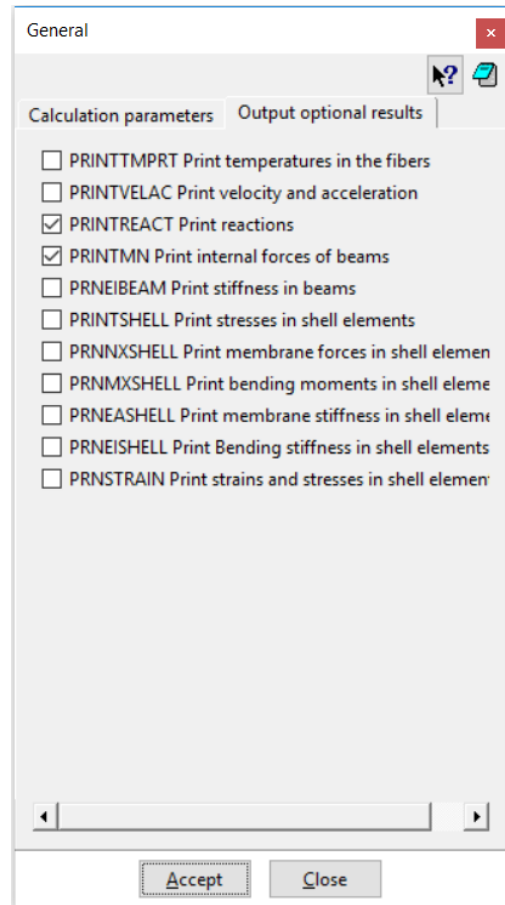 General
Calculation parameters Output optional results
PRINTTMPRT Print temperatures in the fibers
PRINTVELAC Print velocity and acceleration
PRINTREACT Print reactions
PRINTMN Print internal forces of beams
PRNEIBEAM Print stiffness in beams
PRINTSHELL Print stresses in shell elements
PRNNXSHELL Print membrane forces in shell elemen
PRNMXSHELL Print bending moments in shell eleme
PRNEASHELL Print membrane stiffness in shell eleme
PRNEISHELL Print Bending stiffness in shell elements
PRNSTRAIN Print strains and stresses in shell elemen
Accept Close